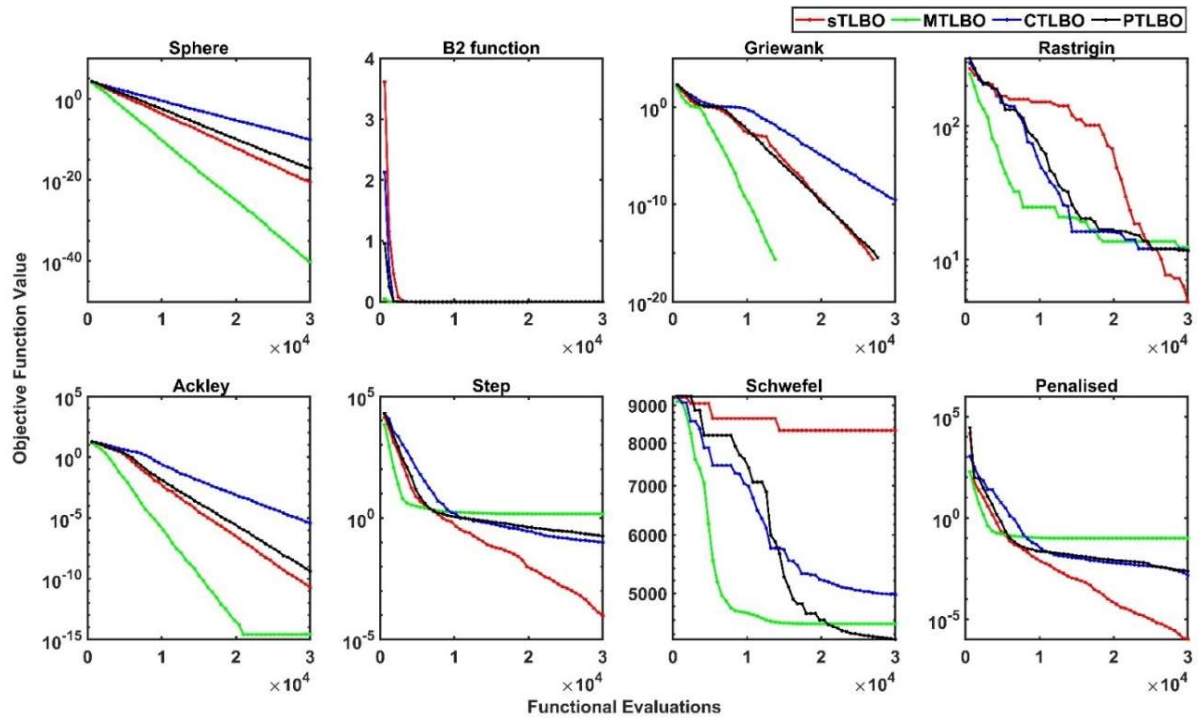 sTLBO MTLBO CTLBO PTLBO
Sphere B2 function Griewank Rastrigin
Objective Function Value
10^0
10^-20
10^-40
0 1 2 3
×10^4
4
3
2
1
0
0 1 2 3
×10^4
10^0
10^-10
10^-20
0 1 2 3
×10^4
10^2
10^1
0 1 2 3
×10^4
Ackley Step Schwefel Penalised
10^5
10^0
10^-5
10^-10
10^-15
0 1 2 3
×10^4
10^5
10^0
10^-5
0 1 2 3
×10^4
9000
8000
7000
6000
5000
0 1 2 3
×10^4
10^5
10^0
10^-5
0 1 2 3
×10^4
Functional Evaluations